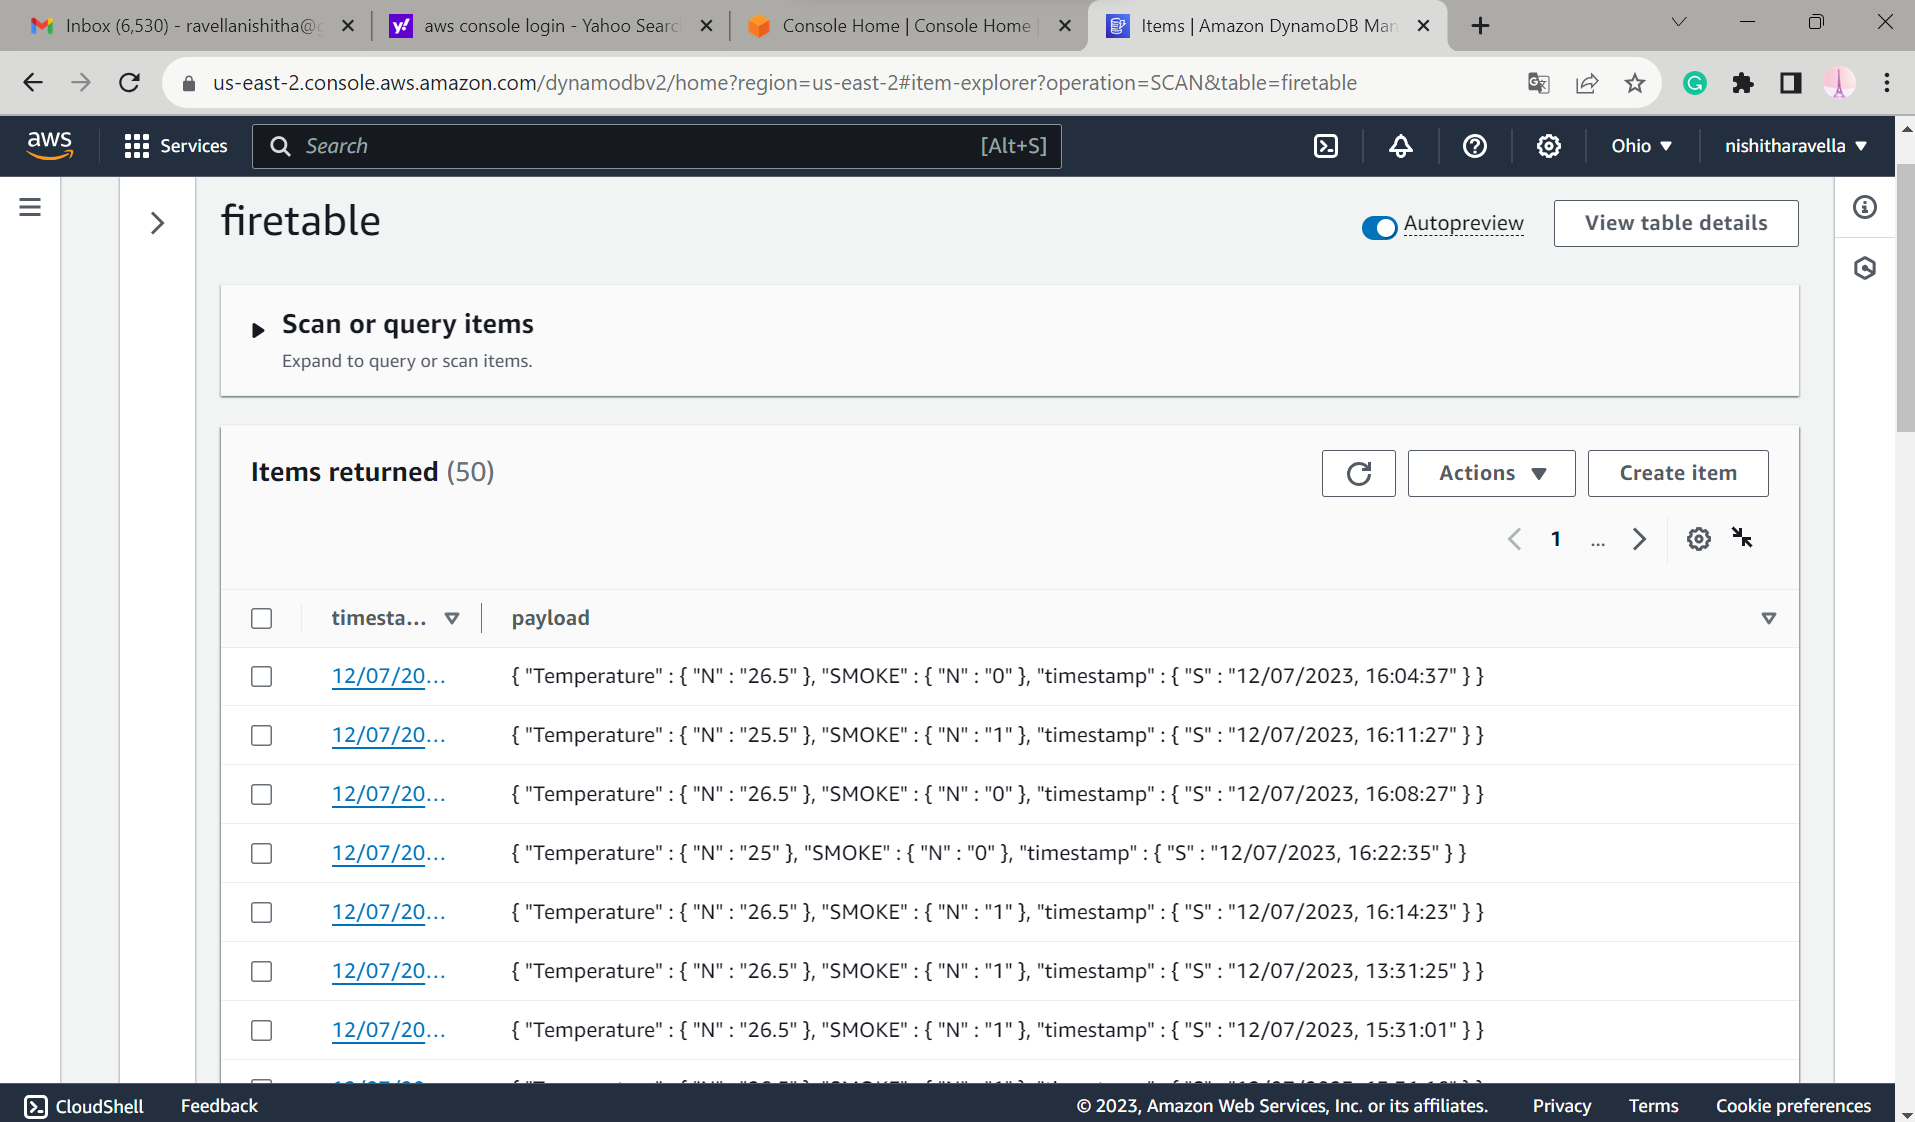 Inbox (6,530) - ravellanishitha@g
aws console login - Yahoo Searc
Console Home | Console Home |
Items | Amazon DynamoDB Man
us-east-2.console.aws.amazon.com/dynamodbv2/home?region=us-east-2#item-explorer?operation=SCAN&table=firetable
aws
Services
Search
[Alt+S]
Ohio
nishitharavella
firetable
Autopreview
View table details
Scan or query items
Expand to query or scan items.
Items returned (50)
Actions
Create item
1
...
timesta...
payload
12/07/20...
{ "Temperature" : { "N" : "26.5" }, "SMOKE" : { "N" : "0" }, "timestamp" : { "S" : "12/07/2023, 16:04:37" } }
12/07/20...
{ "Temperature" : { "N" : "25.5" }, "SMOKE" : { "N" : "1" }, "timestamp" : { "S" : "12/07/2023, 16:11:27" } }
12/07/20...
{ "Temperature" : { "N" : "26.5" }, "SMOKE" : { "N" : "0" }, "timestamp" : { "S" : "12/07/2023, 16:08:27" } }
12/07/20...
{ "Temperature" : { "N" : "25" }, "SMOKE" : { "N" : "0" }, "timestamp" : { "S" : "12/07/2023, 16:22:35" } }
12/07/20...
{ "Temperature" : { "N" : "26.5" }, "SMOKE" : { "N" : "1" }, "timestamp" : { "S" : "12/07/2023, 16:14:23" } }
12/07/20...
{ "Temperature" : { "N" : "26.5" }, "SMOKE" : { "N" : "1" }, "timestamp" : { "S" : "12/07/2023, 13:31:25" } }
12/07/20...
{ "Temperature" : { "N" : "26.5" }, "SMOKE" : { "N" : "1" }, "timestamp" : { "S" : "12/07/2023, 15:31:01" } }
CloudShell
Feedback
© 2023, Amazon Web Services, Inc. or its affiliates.
Privacy
Terms
Cookie preferences